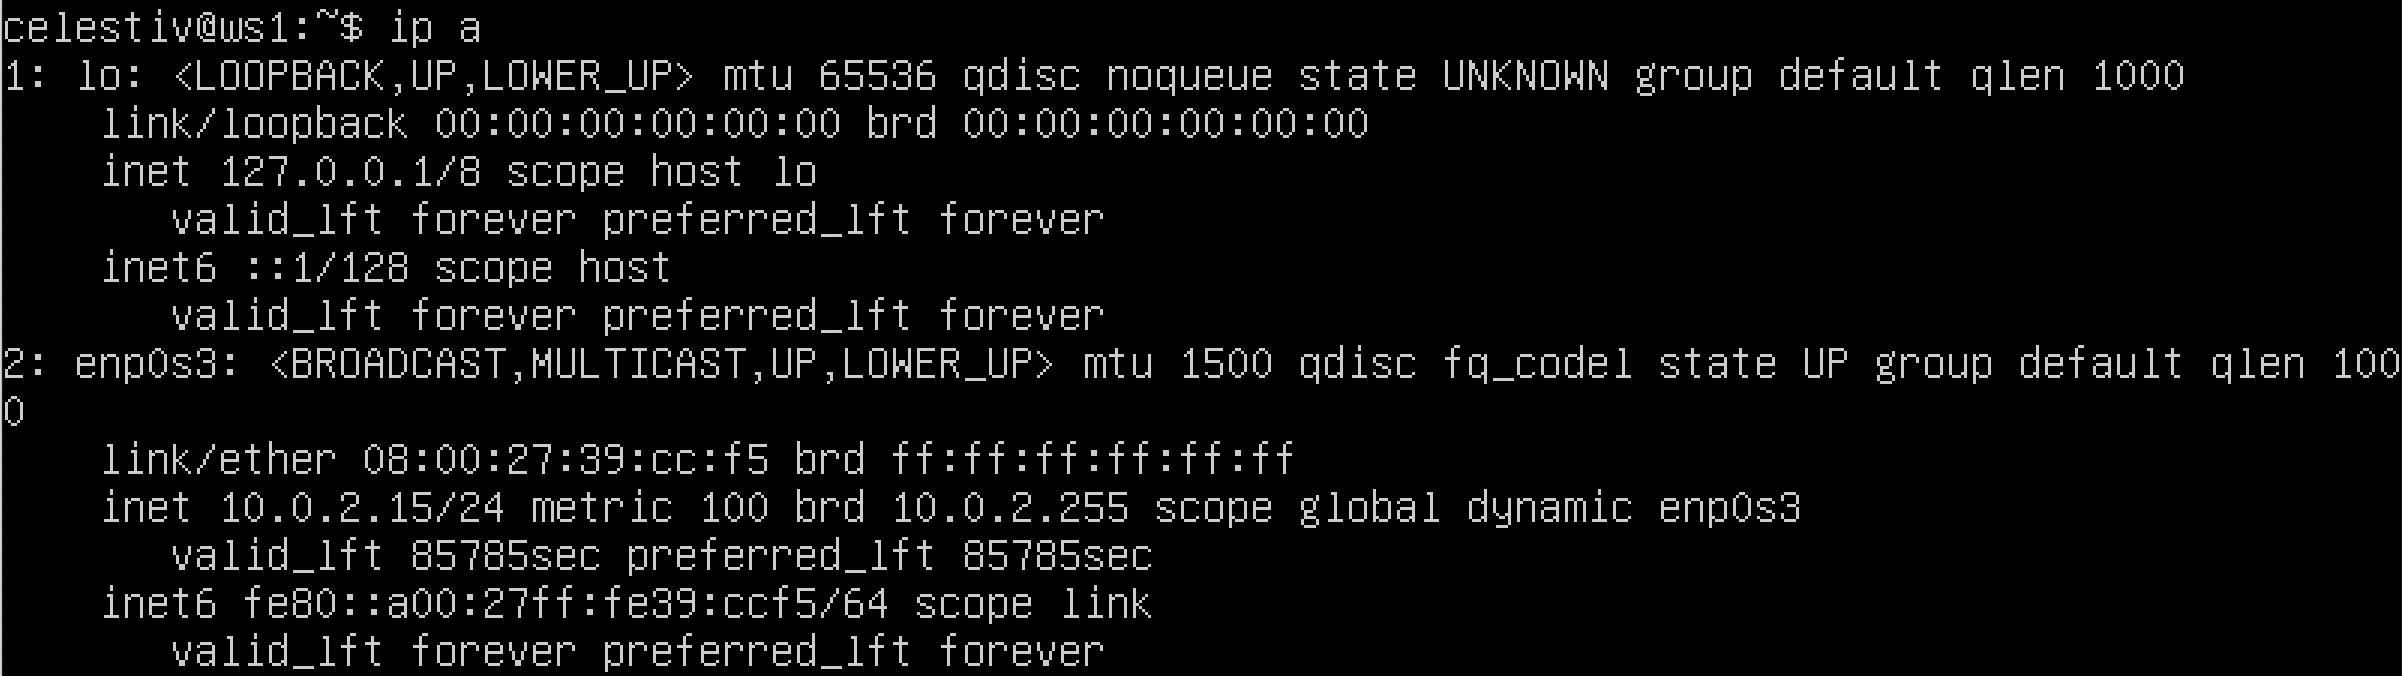 celestiv@ws1:~$ ip a
1: lo: <LOOPBACK,UP,LOWER_UP> mtu 65536 qdisc noqueue state UNKNOWN group default qlen 1000
    link/loopback 00:00:00:00:00:00 brd 00:00:00:00:00:00
    inet 127.0.0.1/8 scope host lo
       valid_lft forever preferred_lft forever
    inet6 ::1/128 scope host
       valid_lft forever preferred_lft forever
2: enp0s3: <BROADCAST,MULTICAST,UP,LOWER_UP> mtu 1500 qdisc fq_codel state UP group default qlen 100
0
    link/ether 08:00:27:39:cc:f5 brd ff:ff:ff:ff:ff:ff
    inet 10.0.2.15/24 metric 100 brd 10.0.2.255 scope global dynamic enp0s3
       valid_lft 85785sec preferred_lft 85785sec
    inet6 fe80::a00:27ff:fe39:ccf5/64 scope link
       valid_lft forever preferred_lft forever